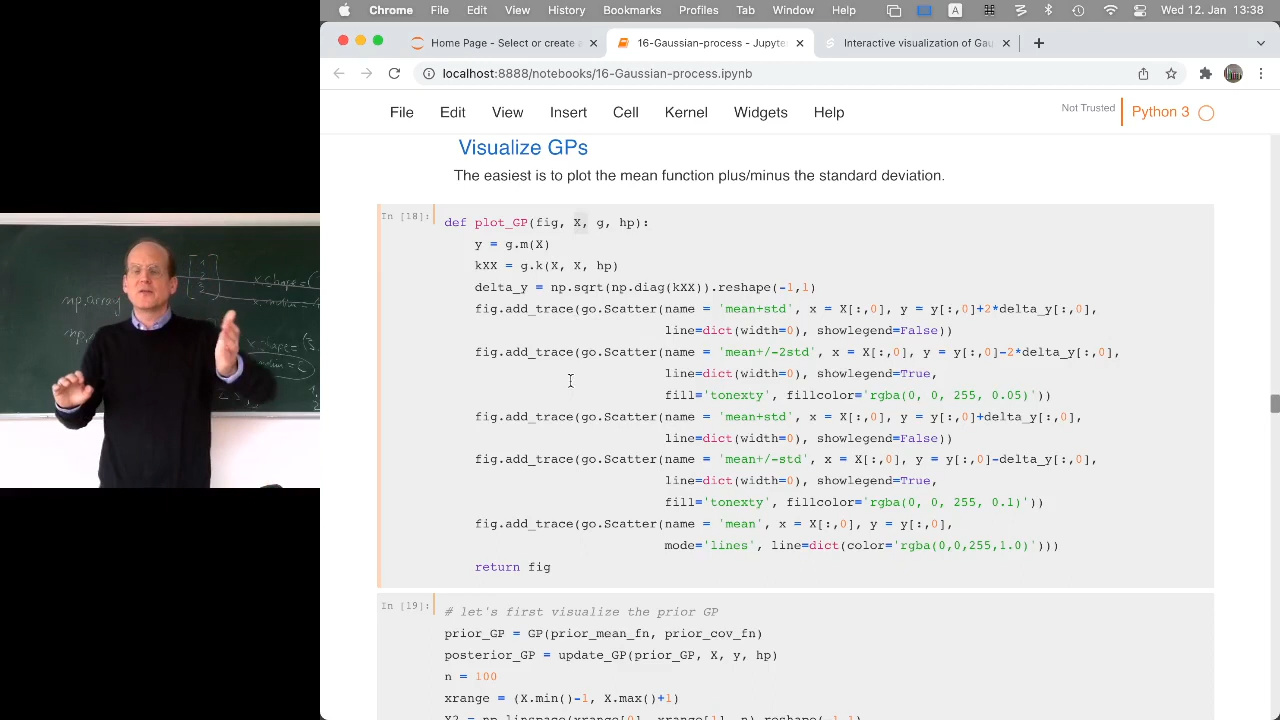 Chrome File Edit View History Bookmarks Profiles Tab Window Help A Wed 12. Jan 13:38
Home Page - Select or create a 16-Gaussian-process - Jupyte Interactive visualization of Gau
localhost:8888/notebooks/16-Gaussian-process.ipynb
File Edit View Insert Cell Kernel Widgets Help Not Trusted Python 3
Visualize GPs
The easiest is to plot the mean function plus/minus the standard deviation.
In [18]:
def plot_GP(fig, X, g, hp):
y = g.m(X)
kXX = g.k(X, X, hp)
delta_y = np.sqrt(np.diag(kXX)).reshape(-1,1)
fig.add_trace(go.Scatter(name = 'mean+std', x = X[:,0], y = y[:,0]+2*delta_y[:,0],
line=dict(width=0), showlegend=False))
fig.add_trace(go.Scatter(name = 'mean+/-2std', x = X[:,0], y = y[:,0]-2*delta_y[:,0],
line=dict(width=0), showlegend=True,
fill='tonexty', fillcolor='rgba(0, 0, 255, 0.05)'))
fig.add_trace(go.Scatter(name = 'mean+std', x = X[:,0], y = y[:,0]+delta_y[:,0],
line=dict(width=0), showlegend=False))
fig.add_trace(go.Scatter(name = 'mean+/-std', x = X[:,0], y = y[:,0]-delta_y[:,0],
line=dict(width=0), showlegend=True,
fill='tonexty', fillcolor='rgba(0, 0, 255, 0.1)'))
fig.add_trace(go.Scatter(name = 'mean', x = X[:,0], y = y[:,0],
mode='lines', line=dict(color='rgba(0,0,255,1.0)')))
return fig
In [19]:
# let's first visualize the prior GP
prior_GP = GP(prior_mean_fn, prior_cov_fn)
posterior_GP = update_GP(prior_GP, X, y, hp)
n = 100
xrange = (X.min()-1, X.max()+1)
np.array
x.shape=(